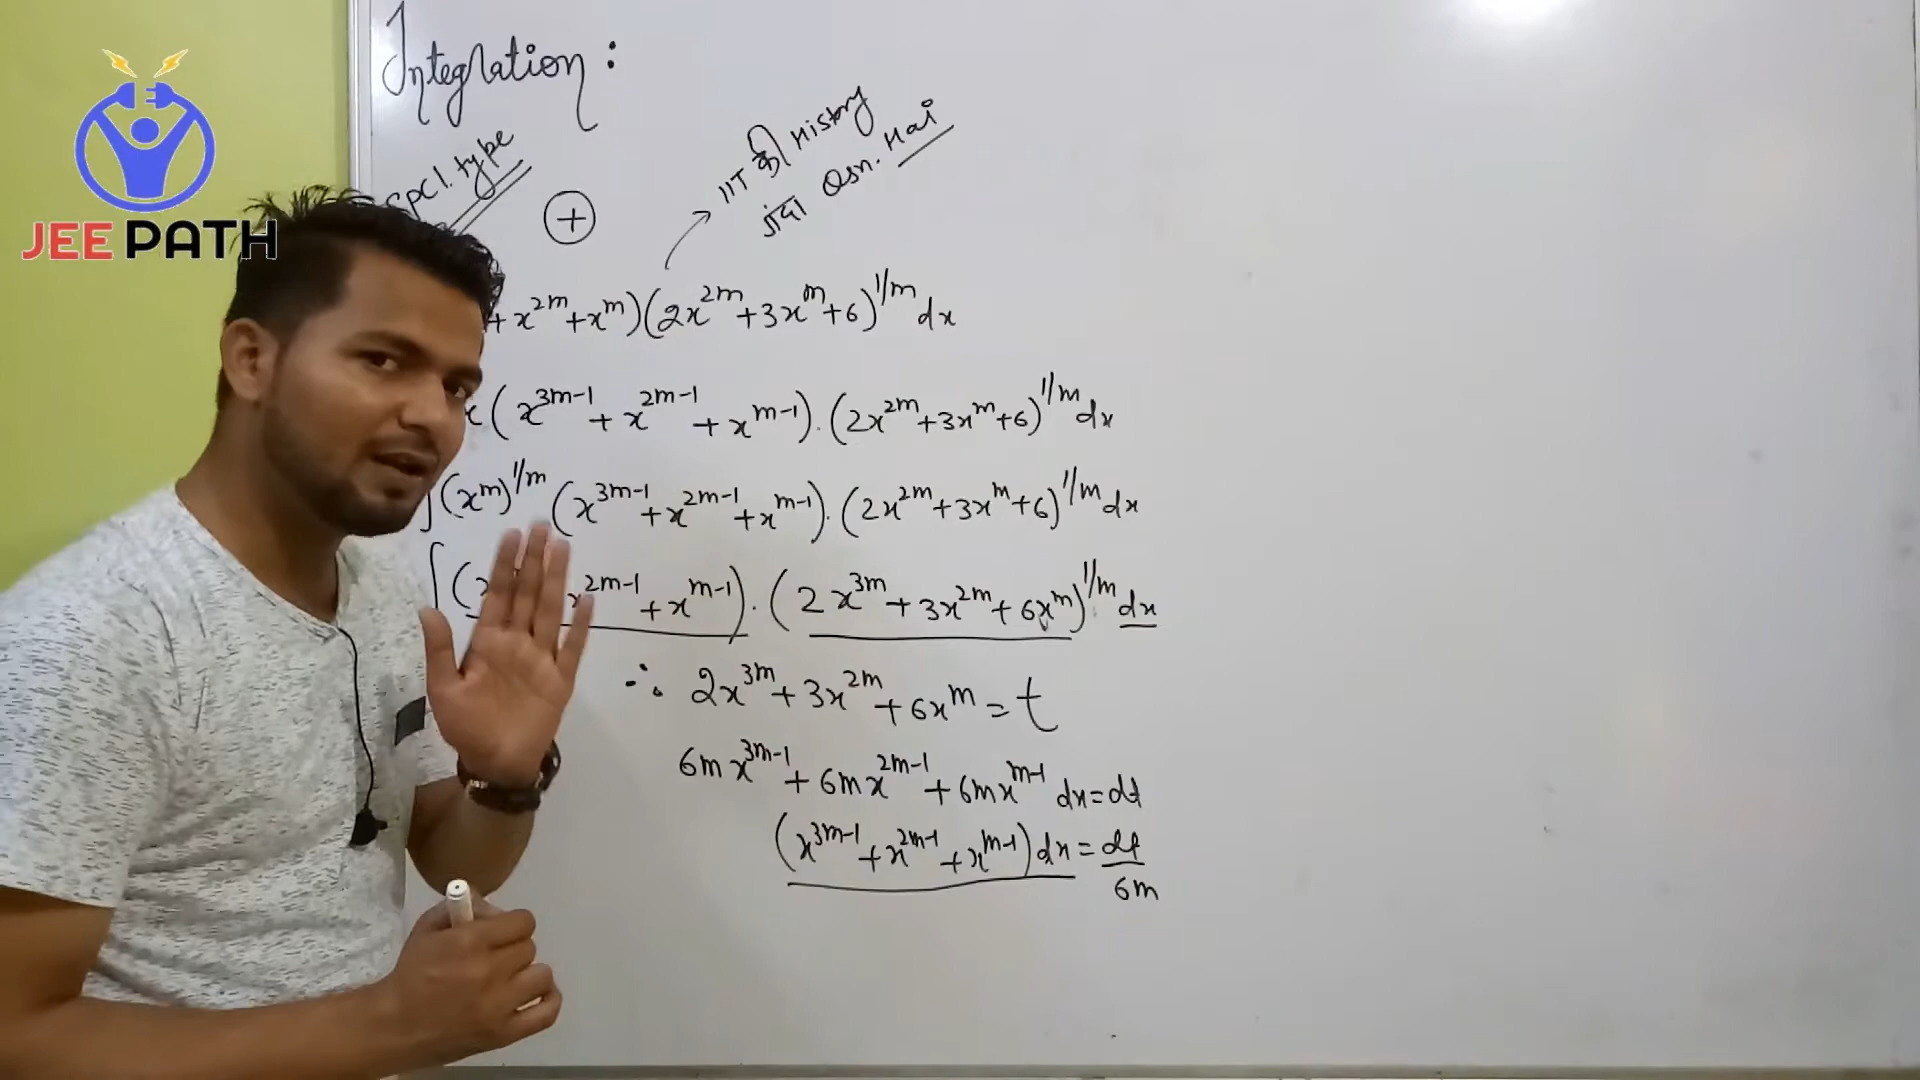 JEE PATH
Integration :
Spcl. type
+
IIT की History
गंदा Qsn. Hai
+ x^{2m} + x^m)(2x^{2m} + 3x^m + 6)^{1/m} dx
x(x^{3m-1} + x^{2m-1} + x^{m-1}).(2x^{2m} + 3x^m + 6)^{1/m} dx
∫(x^m)^{1/m} (x^{3m-1} + x^{2m-1} + x^{m-1}).(2x^{2m} + 3x^m + 6)^{1/m} dx
∫(x x^{2m-1} + x^{m-1}).(2x^{3m} + 3x^{2m} + 6x^m)^{1/m} dx
∴ 2x^{3m} + 3x^{2m} + 6x^m = t
6mx^{3m-1} + 6mx^{2m-1} + 6mx^{m-1} dx = dt
(x^{3m-1} + x^{2m-1} + x^{m-1}) dx = dt/6m